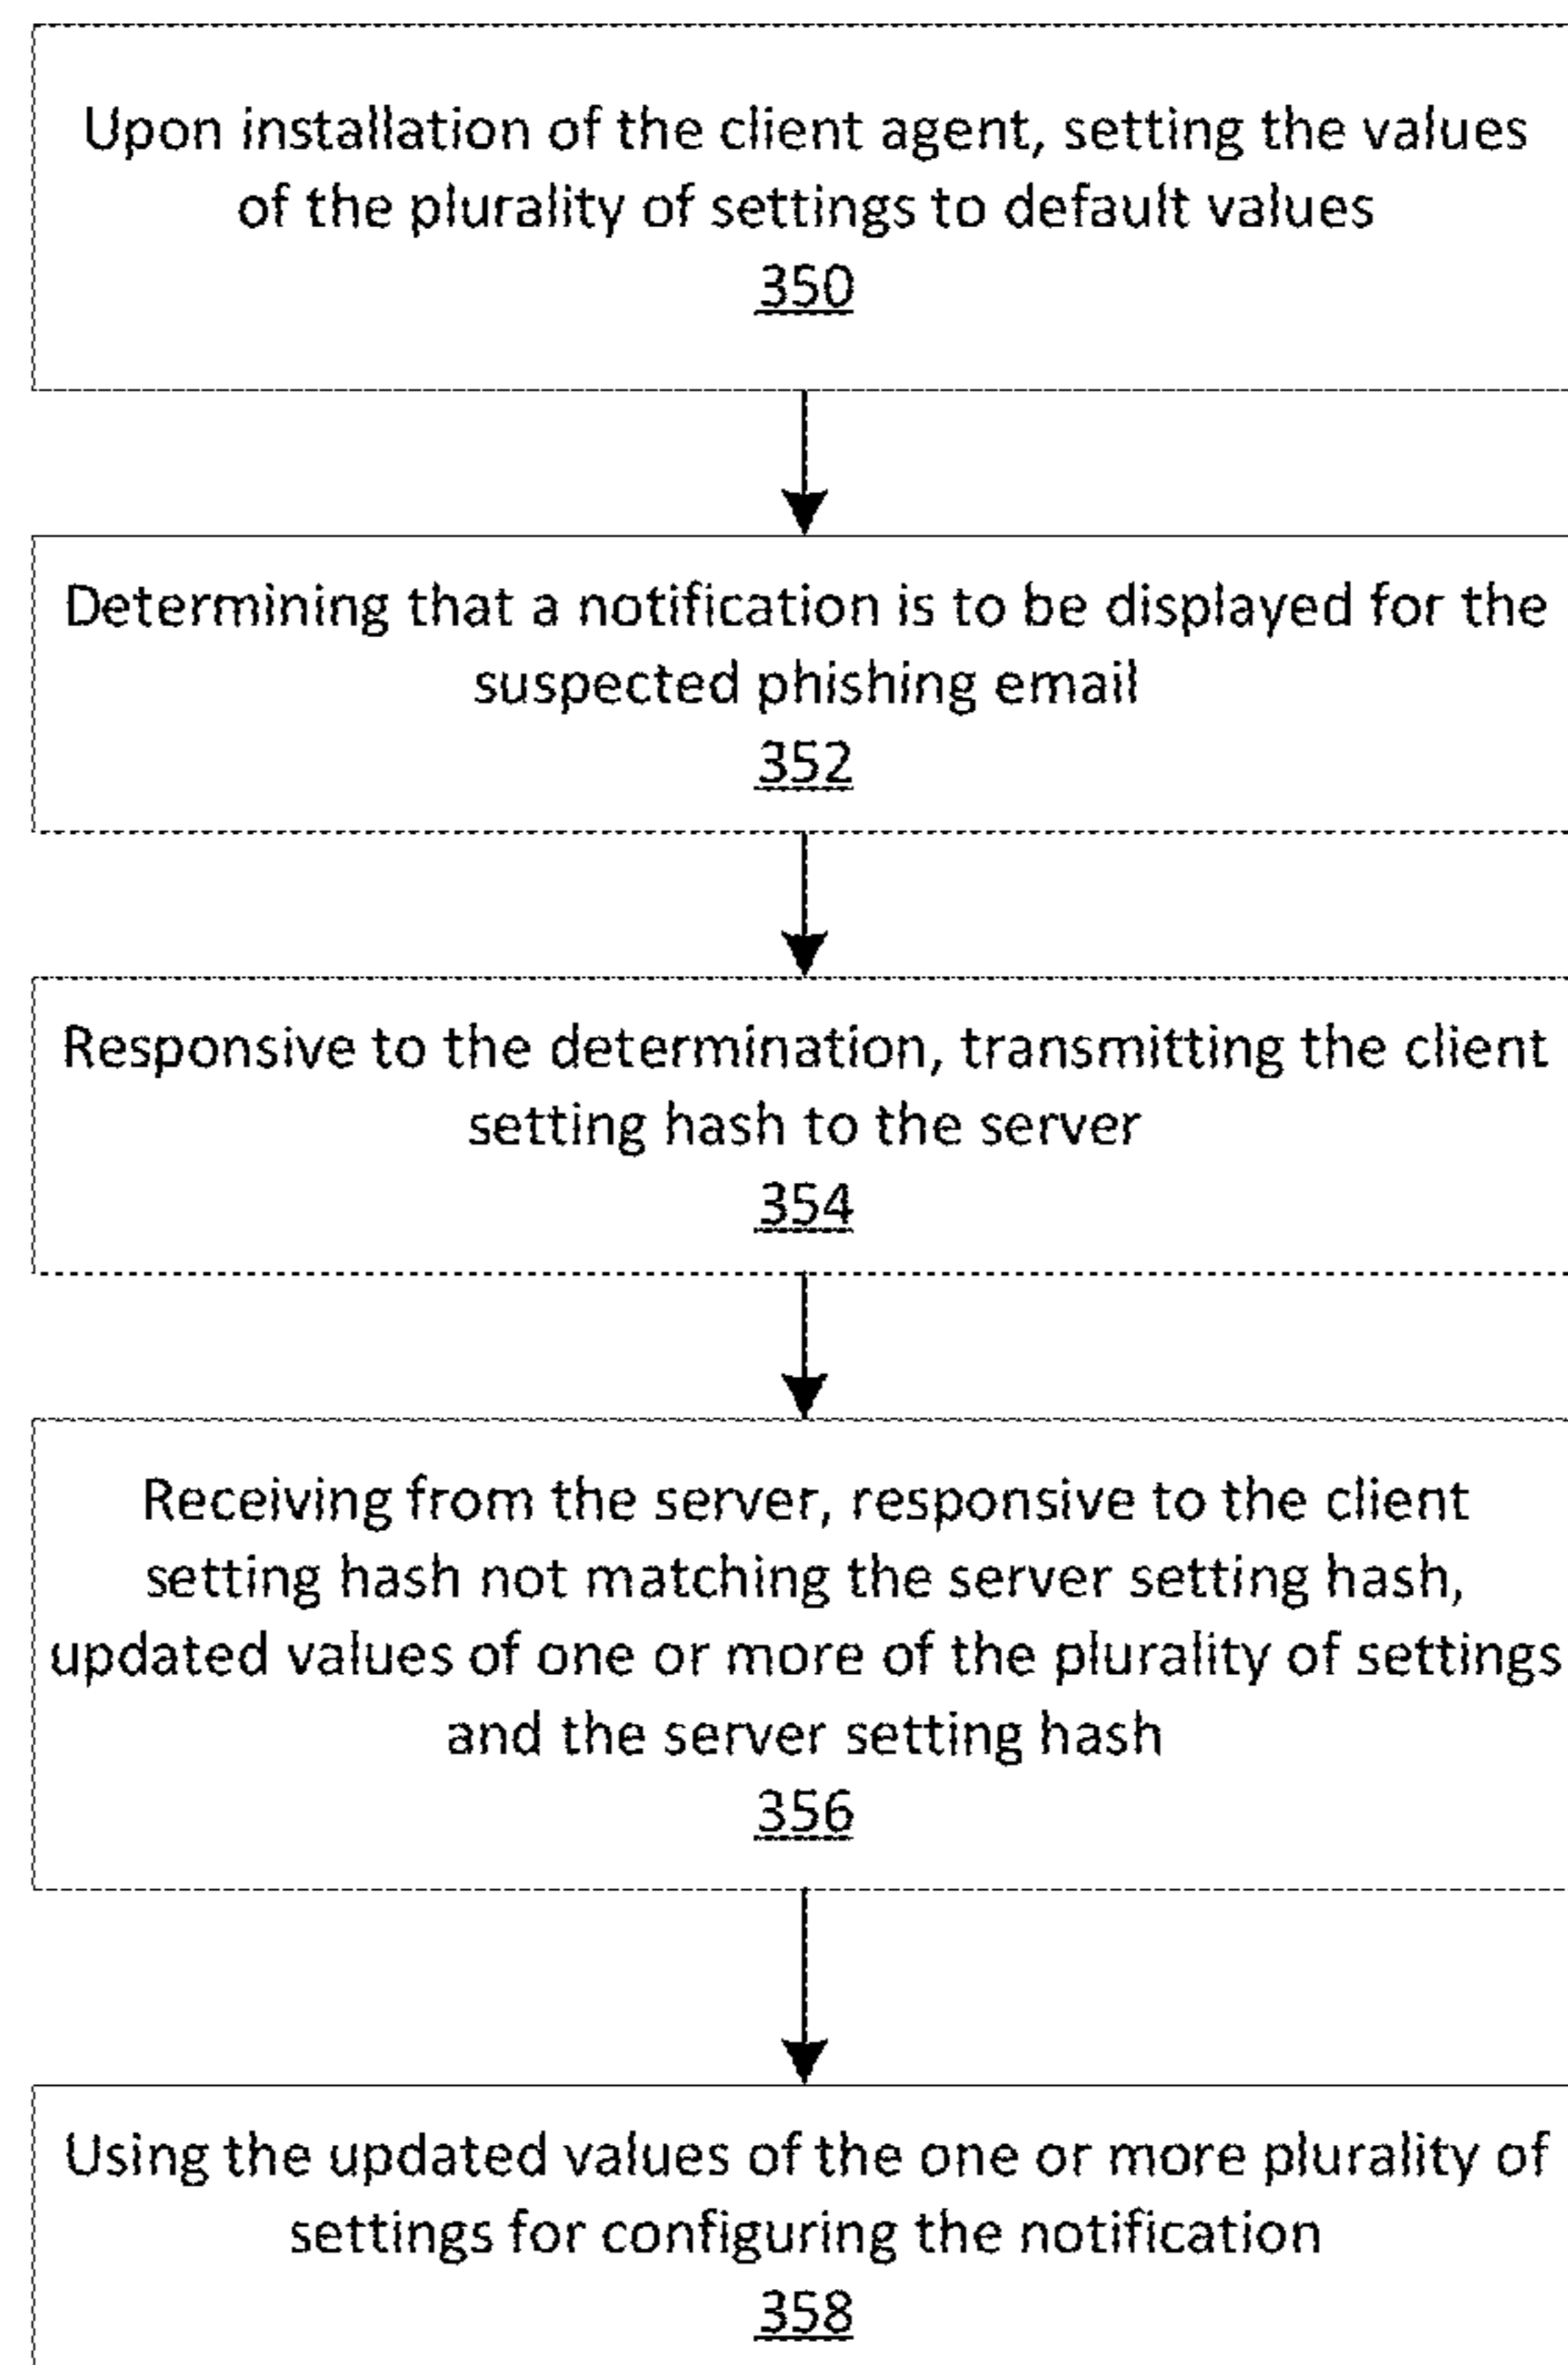 Upon installation of the client agent, setting the values
of the plurality of settings to default values
350
Determining that a notification is to be displayed for the
suspected phishing email
352
Responsive to the determination, transmitting the client
setting hash to the server
354
Receiving from the server, responsive to the client
setting hash not matching the server setting hash,
updated values of one or more of the plurality of settings
and the server setting hash
356
Using the updated values of the one or more plurality of
settings for configuring the notification
358